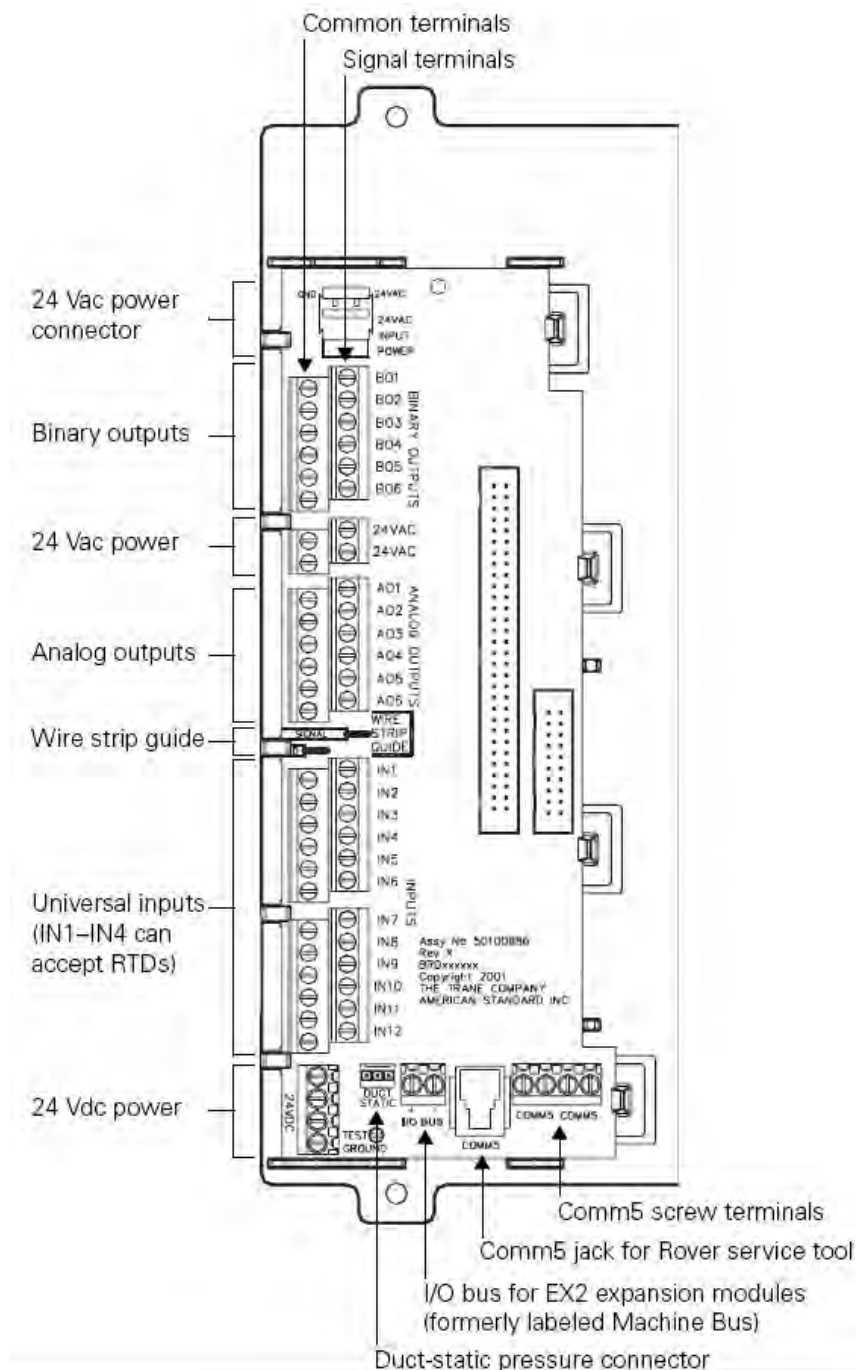 Common terminals
Signal terminals
24 Vac power
connector
GND
24VAC
24VAC
INPUT
POWER
Binary outputs
BO1
BO2
BO3
BO4
BO5
BO6
BINARY OUTPUTS
24 Vac power
24VAC
24VAC
Analog outputs
AO1
AO2
AO3
AO4
AO5
AO6
ANALOG OUTPUTS
Wire strip guide
SIGNAL
WIRE
STRIP
GUIDE
Universal inputs
(IN1–IN4 can
accept RTDs)
IN1
IN2
IN3
IN4
IN5
IN6
INPUTS
IN7
IN8
IN9
IN10
IN11
IN12
Assy No 50100886
Rev X
BRDxxxxxx
Copyright 2001
THE TRANE COMPANY
AMERICAN STANDARD INC
24 Vdc power
24VDC
DUCT
STATIC
TEST
GROUND
+ -
I/O BUS
COMM5
COMM5 COMM5
Comm5 screw terminals
Comm5 jack for Rover service tool
I/O bus for EX2 expansion modules
(formerly labeled Machine Bus)
Duct-static pressure connector